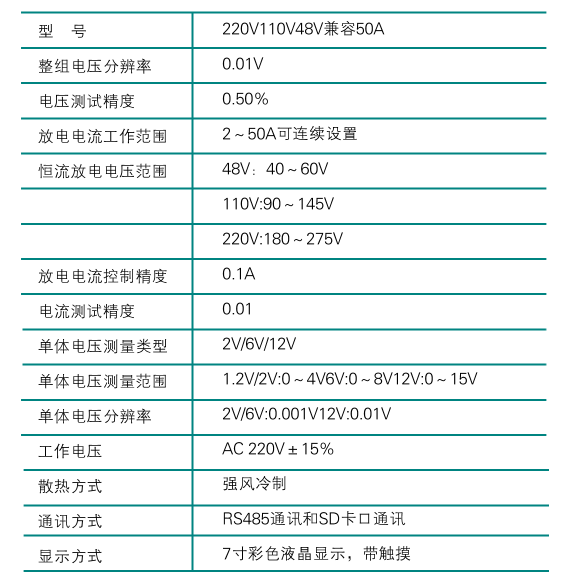 型 号 220V110V48V兼容50A
整组电压分辨率 0.01V
电压测试精度 0.50%
放电电流工作范围 2～50A可连续设置
恒流放电电压范围 48V：40～60V
110V:90～145V
220V:180～275V
放电电流控制精度 0.1A
电流测试精度 0.01
单体电压测量类型 2V/6V/12V
单体电压测量范围 1.2V/2V:0～4V6V:0～8V12V:0～15V
单体电压分辨率 2V/6V:0.001V12V:0.01V
工作电压 AC 220V±15%
散热方式 强风冷制
通讯方式 RS485通讯和SD卡口通讯
显示方式 7寸彩色液晶显示，带触摸